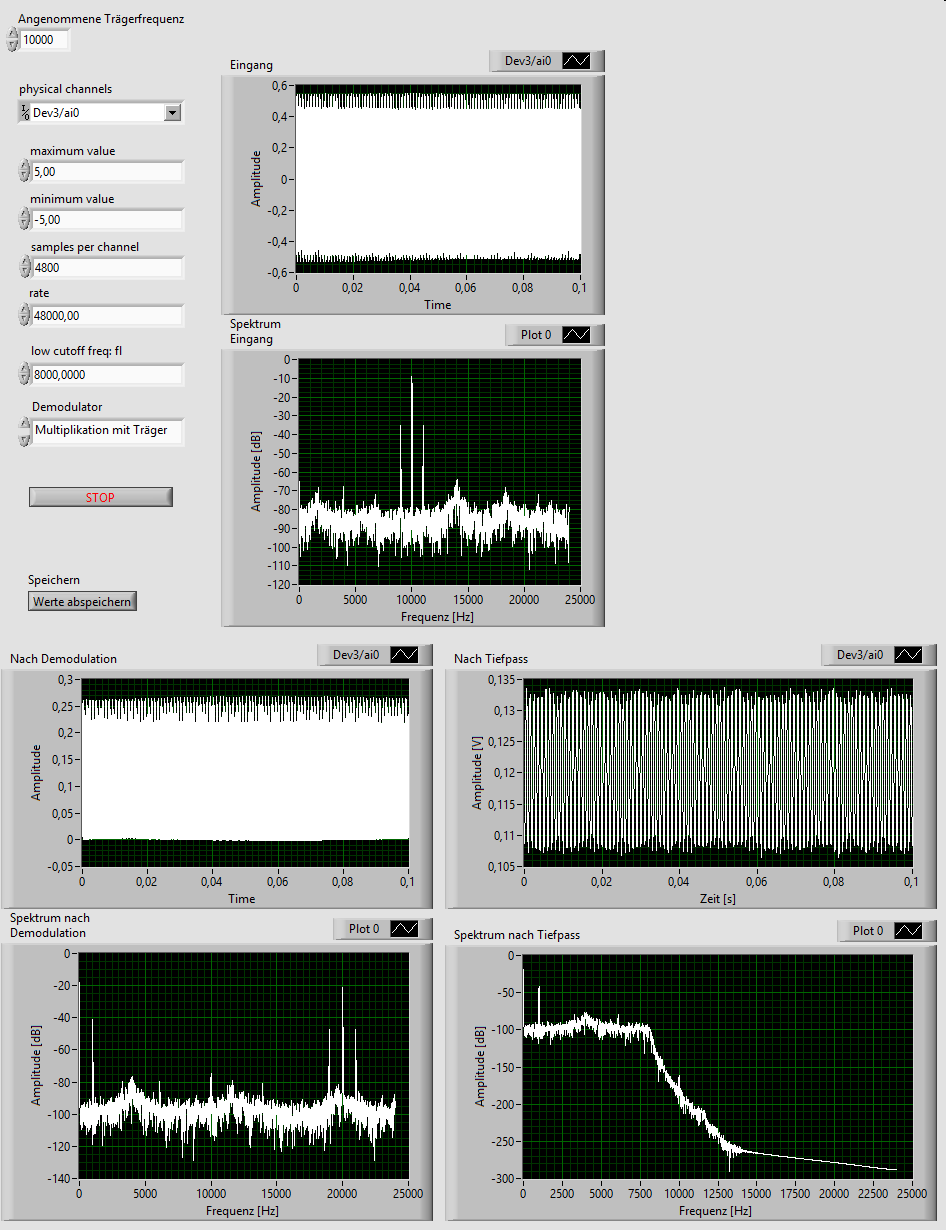 Angenommene Trägerfrequenz
10000
physical channels
Dev3/ai0
maximum value
5,00
minimum value
-5,00
samples per channel
4800
rate
48000,00
low cutoff freq: fl
8000,0000
Demodulator
Multiplikation mit Träger
STOP
Speichern
Werte abspeichern
Eingang
Dev3/ai0
Amplitude
0,6
0,4
0,2
0
-0,2
-0,4
-0,6
0 0,02 0,04 0,06 0,08 0,1
Time
Spektrum
Eingang
Plot 0
Amplitude [dB]
0
-10
-20
-30
-40
-50
-60
-70
-80
-90
-100
-110
-120
0 5000 10000 15000 20000 25000
Frequenz [Hz]
Nach Demodulation
Dev3/ai0
Amplitude
0,3
0,25
0,2
0,15
0,1
0,05
0
-0,05
0 0,02 0,04 0,06 0,08 0,1
Time
Nach Tiefpass
Dev3/ai0
Amplitude [V]
0,135
0,13
0,125
0,12
0,115
0,11
0,105
0 0,02 0,04 0,06 0,08 0,1
Zeit [s]
Spektrum nach
Demodulation
Plot 0
Amplitude [dB]
0
-20
-40
-60
-80
-100
-120
-140
0 5000 10000 15000 20000 25000
Frequenz [Hz]
Spektrum nach Tiefpass
Plot 0
Amplitude [dB]
0
-50
-100
-150
-200
-250
-300
0 2500 5000 7500 10000 12500 15000 17500 20000 22500 25000
Frequenz [Hz]